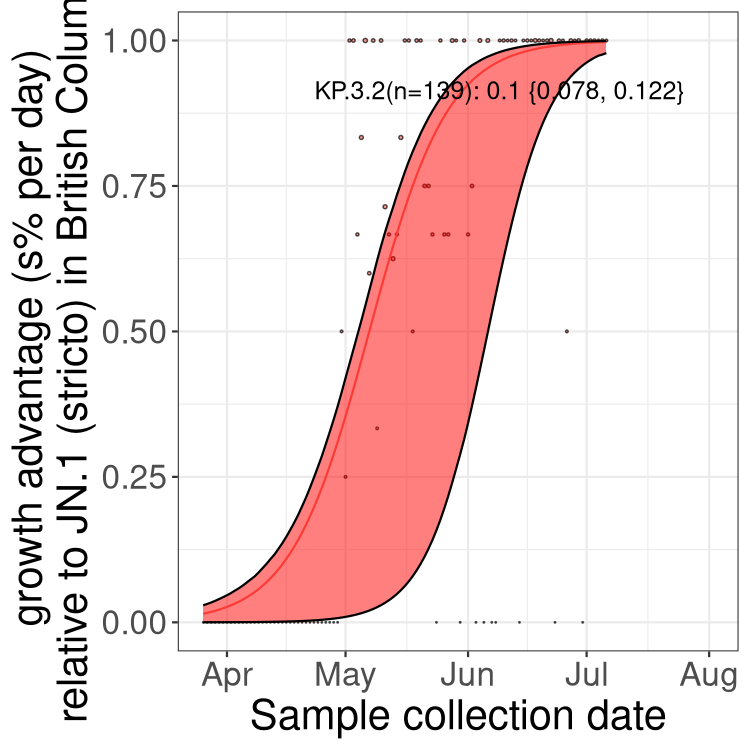 growth advantage (s% per day)
relative to JN.1 (stricto) in British Colum
1.00
0.75
0.50
0.25
0.00
KP.3.2(n=139): 0.1 {0.078, 0.122}
Apr May Jun Jul Aug
Sample collection date